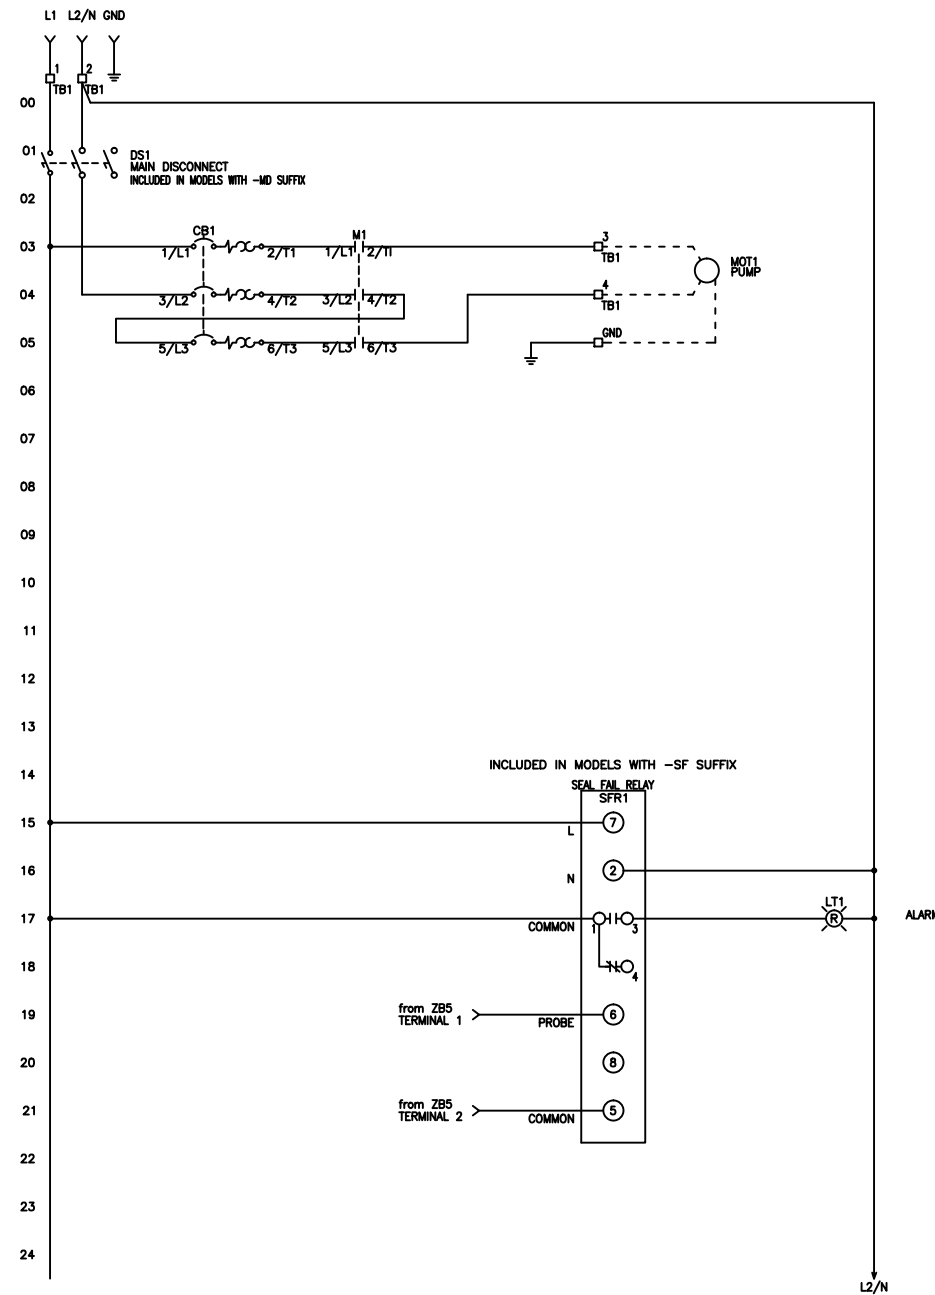 L1 L2/N GND
1 2
TB1 TB1
00
01 DS1
MAIN DISCONNECT
INCLUDED IN MODELS WITH -MD SUFFIX
02
CB1 M1 3
03 1/L1 2/T1 1/L1 2/TI TB1
MOT1
PUMP
4
04 3/L2 4/T2 3/L2 4/T2 TB1
GND
05 5/L3 6/T3 5/L3 6/T3
06
07
08
09
10
11
12
13
INCLUDED IN MODELS WITH -SF SUFFIX
14
SEAL FAIL RELAY
SFR1
15 L 7
16 N 2
LT1
17 COMMON 1 3 R ALARM
18 4
19 from ZB5
TERMINAL 1 PROBE 6
20 8
21 from ZB5
TERMINAL 2 COMMON 5
22
23
24
L2/N